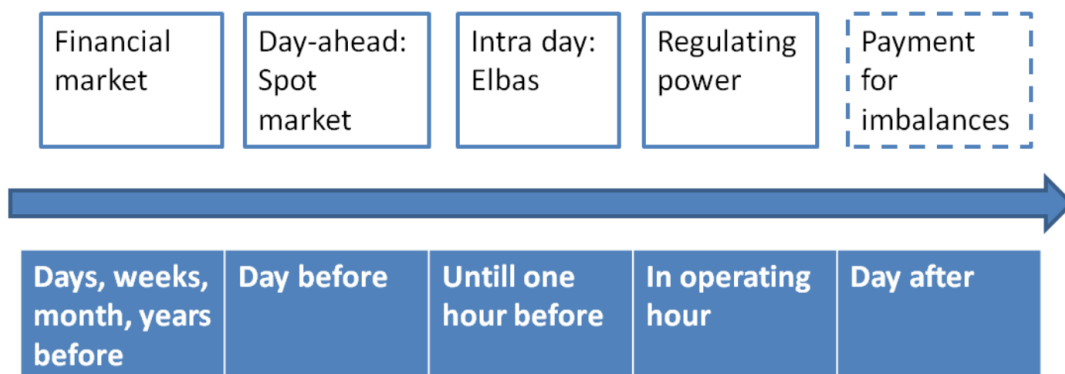 Financial
market
Day-ahead:
Spot
market
Intra day:
Elbas
Regulating
power
Payment
for
imbalances
Days, weeks,
month, years
before
Day before
Untill one
hour before
In operating
hour
Day after